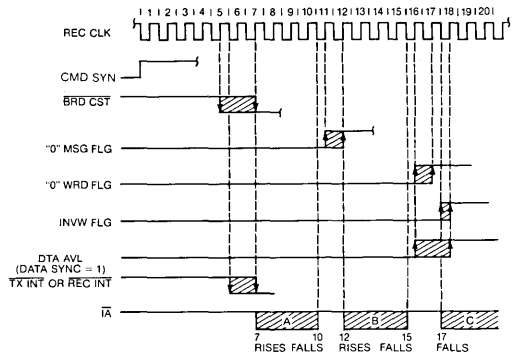 1 2 3 4 5 6 7 8 9 10 11 12 13 14 15 16 17 18 19 20
REC CLK
CMD SYN
BRD CST
"0" MSG FLG
"0" WRD FLG
INVW FLG
DTA AVL
(DATA SYNC = 1)
TX INT OR REC INT
IA
A B C
7 10 12 15 17
RISES FALLS RISES FALLS FALLS